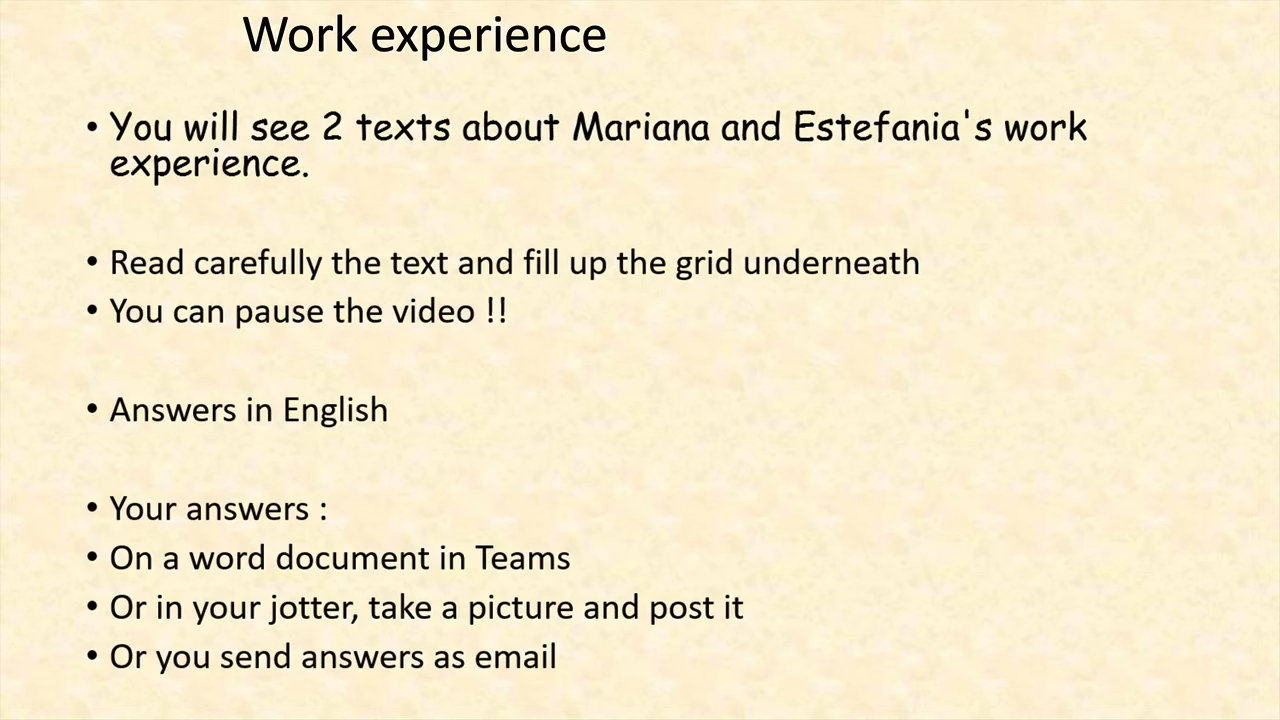 Work experience
• You will see 2 texts about Mariana and Estefania's work
experience.
• Read carefully the text and fill up the grid underneath
• You can pause the video !!
• Answers in English
• Your answers :
• On a word document in Teams
• Or in your jotter, take a picture and post it
• Or you send answers as email